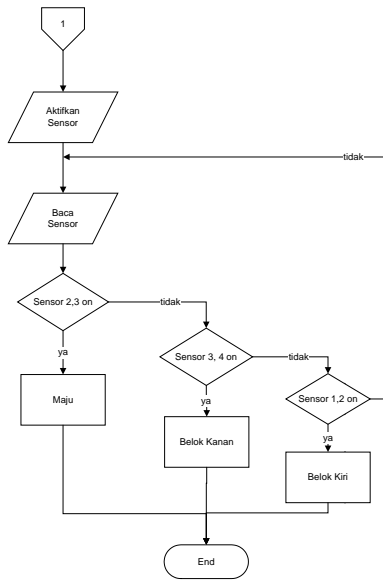 1
Aktifkan
Sensor
tidak
Baca
Sensor
Sensor 2,3 on
tidak
ya
Sensor 3, 4 on
tidak
Maju
ya
Sensor 1,2 on
Belok Kanan
ya
Belok Kiri
End